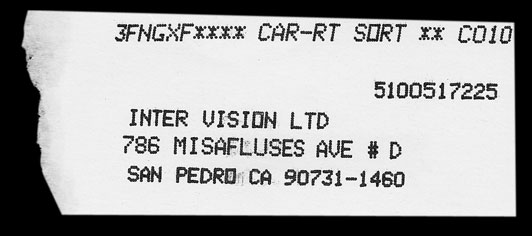 3FNGXF**** CAR-RT SORT ** C010
5100517225
INTER VISION LTD
786 MISAFLUSES AVE # D
SAN PEDRO CA 90731-1460